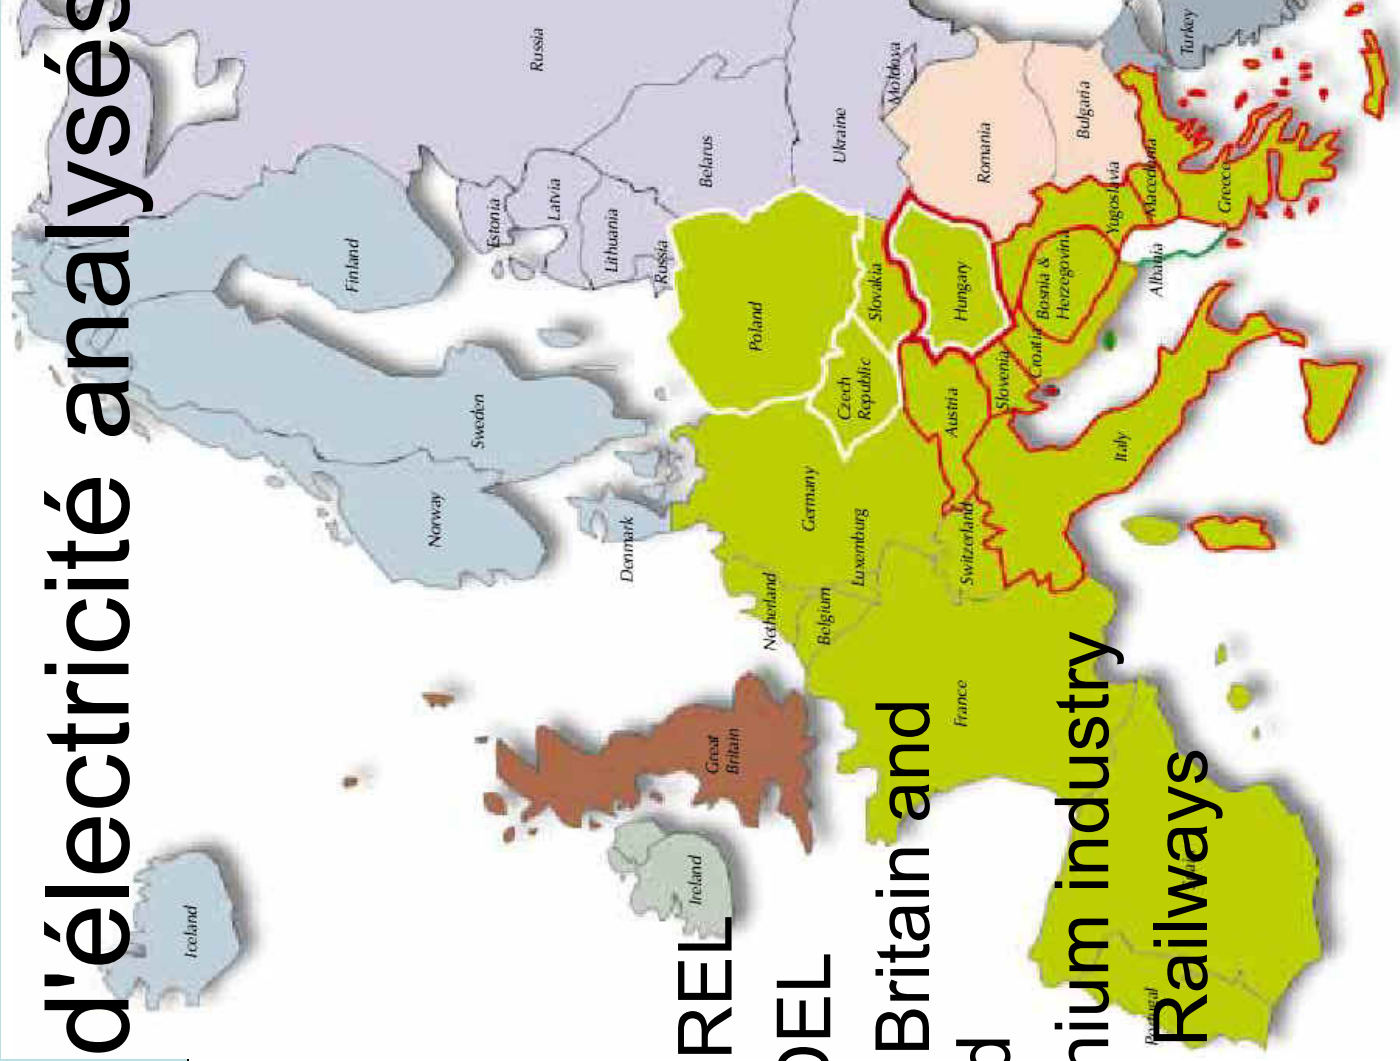 d'électricité analysés
REL
DEL
Britain and
d
nium industry
Railways
Iceland
Norway
Sweden
Finland
Russia
Denmark
Estonia
Latvia
Lithuania
Russia
Belarus
Ireland
Great
Britain
Netherland
Belgium
Luxemburg
Germany
Poland
Czech
Republic
Slovakia
Ukraine
Moldova
France
Switzerland
Austria
Hungary
Slovenia
Croatia
Bosnia &
Herzegovina
Romania
Bulgaria
Yugoslavia
Macedonia
Albania
Greece
Turkey
Italy
Portugal